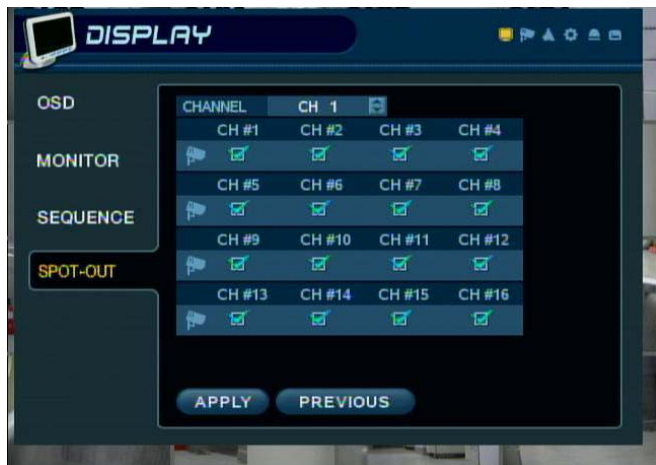 DISPLAY
OSD
MONITOR
SEQUENCE
SPOT-OUT
CHANNEL CH 1
CH #1 CH #2 CH #3 CH #4
CH #5 CH #6 CH #7 CH #8
CH #9 CH #10 CH #11 CH #12
CH #13 CH #14 CH #15 CH #16
APPLY PREVIOUS